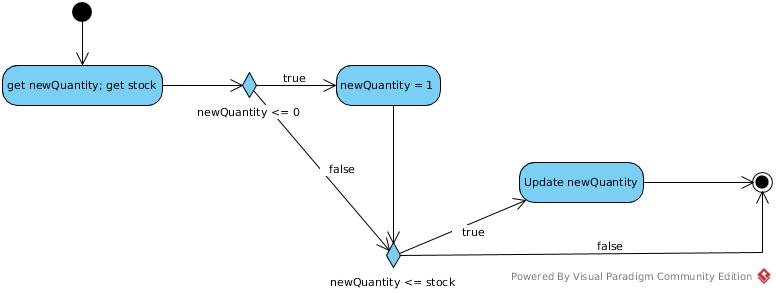 get newQuantity; get stock
true
newQuantity = 1
newQuantity <= 0
false
Update newQuantity
true
false
newQuantity <= stock
Powered By Visual Paradigm Community Edition